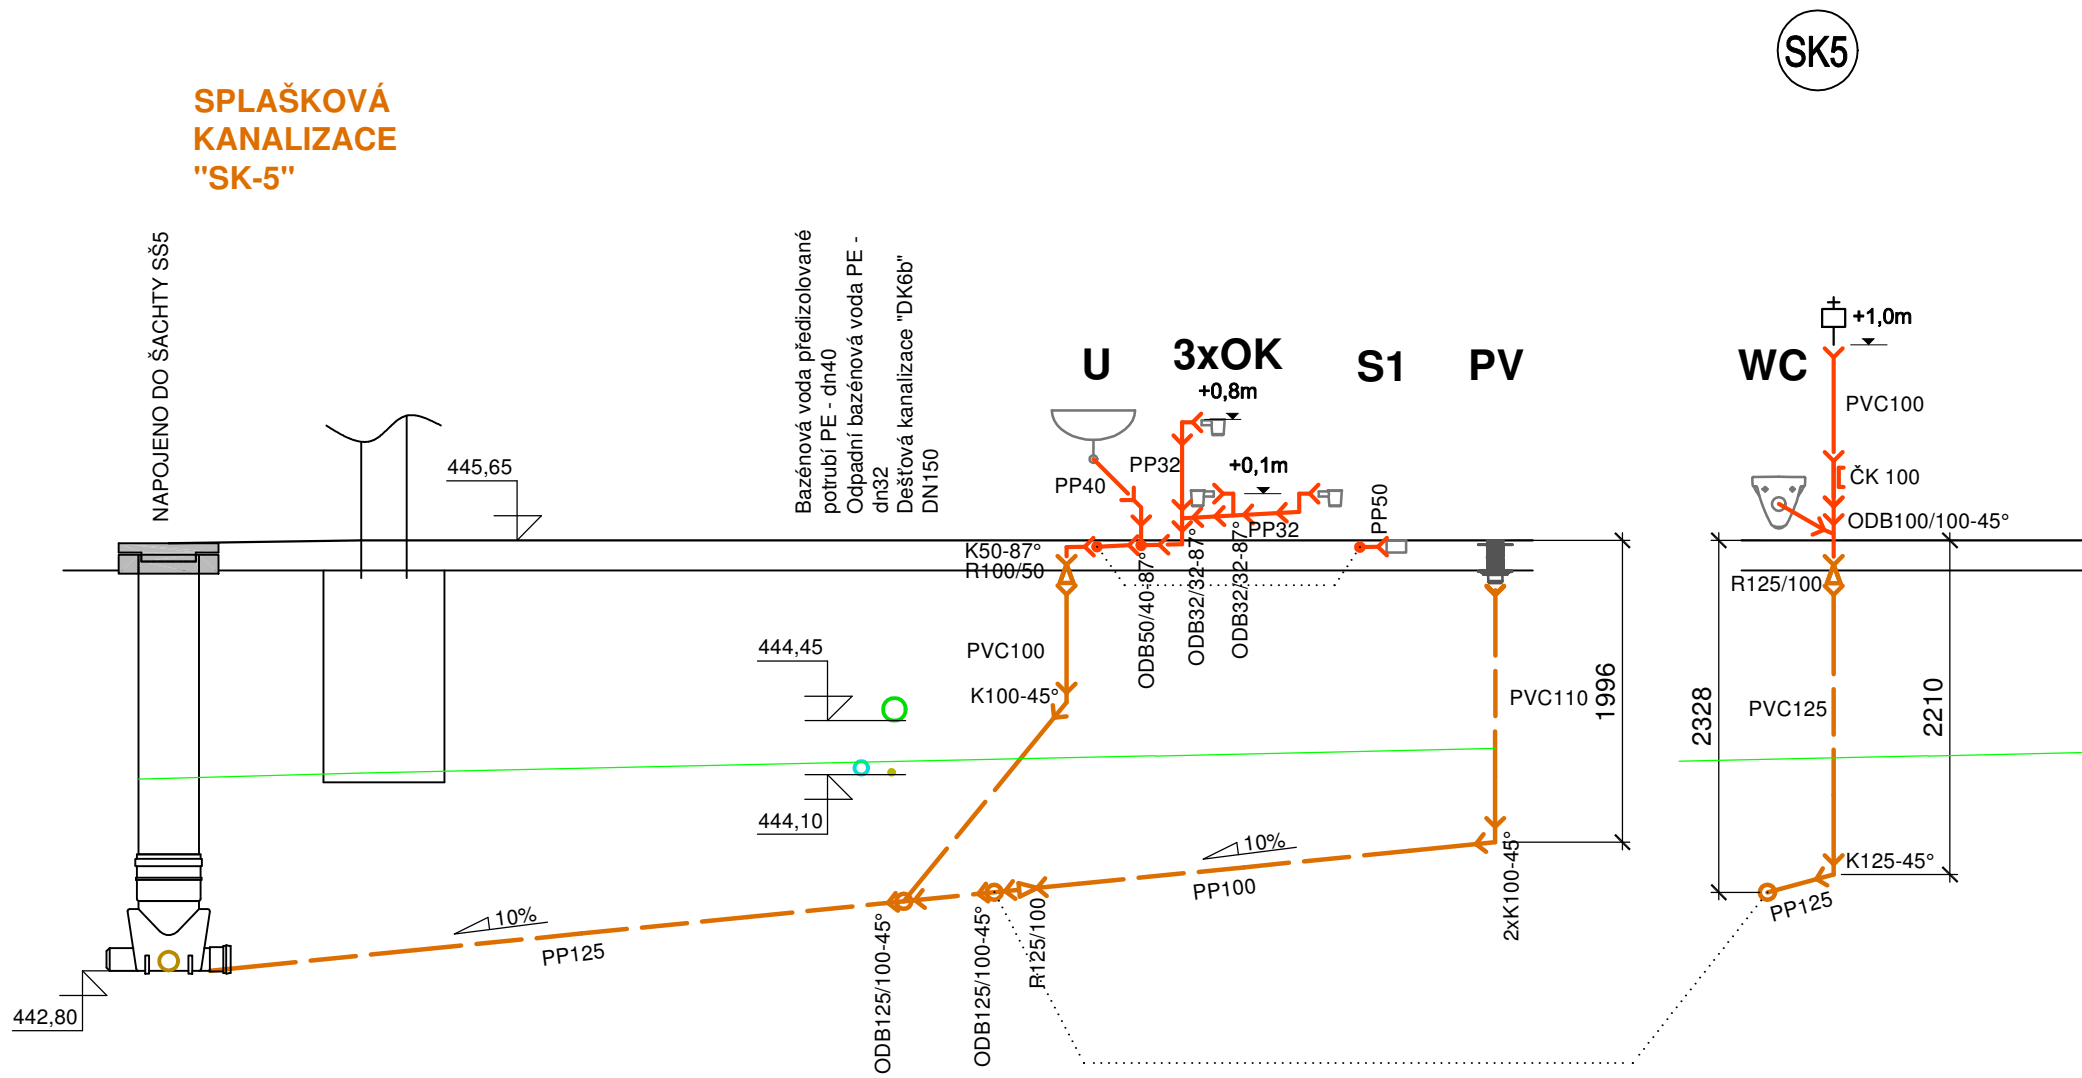 SK5
SPLAŠKOVÁ
KANALIZACE
"SK-5"
NAPOJENO DO ŠACHTY SŠ5
445,65
Bazénová voda předizolované
potrubí PE - dn40
Odpadní bazénová voda PE -
dn32
Dešťová kanalizace "DK6b"
DN150
U
3xOK
S1
PV
WC
+0,8m
+1,0m
+0,1m
PP32
PP40
PP32
PP50
PVC100
ČK 100
ODB100/100-45°
K50-87°
R100/50
R125/100
ODB50/40-87°
ODB32/32-87°
ODB32/32-87°
444,45
PVC100
K100-45°
PVC110
1996
2328
PVC125
2210
444,10
10%
PP100
2xK100-45°
K125-45°
PP125
10%
PP125
ODB125/100-45°
ODB125/100-45°
R125/100
442,80